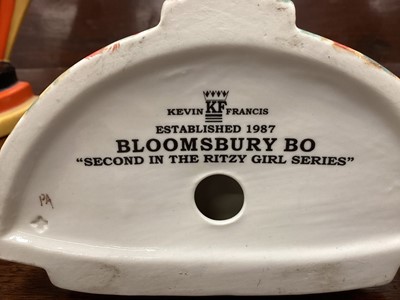 KEVIN KF FRANCIS
ESTABLISHED 1987
BLOOMSBURY BO
"SECOND IN THE RITZY GIRL SERIES"
PA